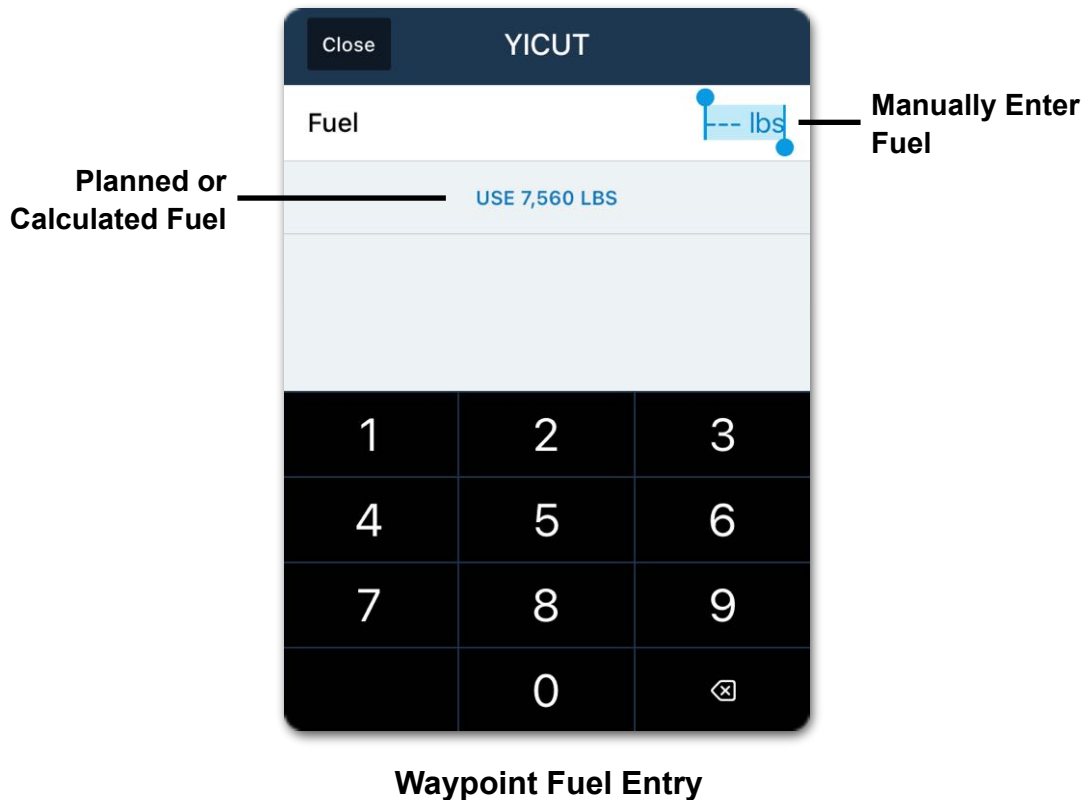 Close YICUT
Fuel --- lbs
Manually Enter
Fuel
Planned or
Calculated Fuel
USE 7,560 LBS
1 2 3
4 5 6
7 8 9
0
Waypoint Fuel Entry